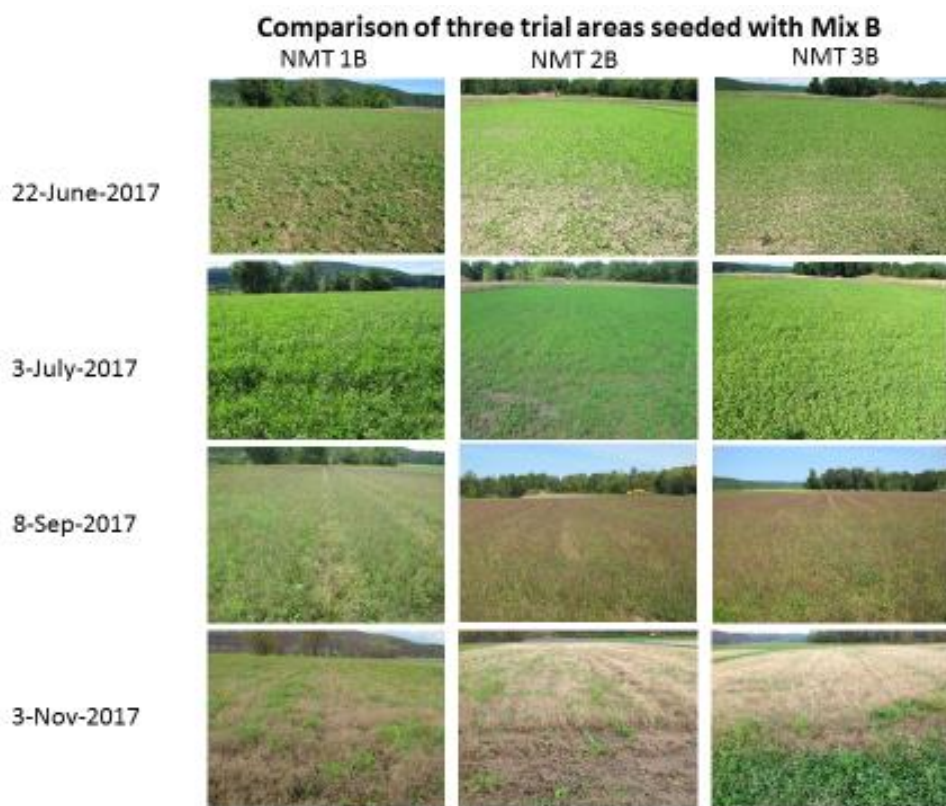 Comparison of three trial areas seeded with Mix B
NMT 1B NMT 2B NMT 3B
22-June-2017
3-July-2017
8-Sep-2017
3-Nov-2017